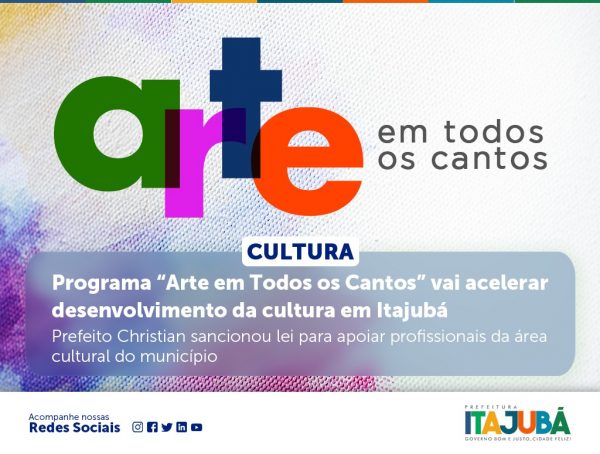 arte
em todos
os cantos
CULTURA
Programa “Arte em Todos os Cantos” vai acelerar
desenvolvimento da cultura em Itajubá
Prefeito Christian sancionou lei para apoiar profissionais da área
cultural do município
Acompanhe nossas
Redes Sociais
PREFEITURA
ITAJUBÁ
GOVERNO BOM E JUSTO, CIDADE FELIZ!